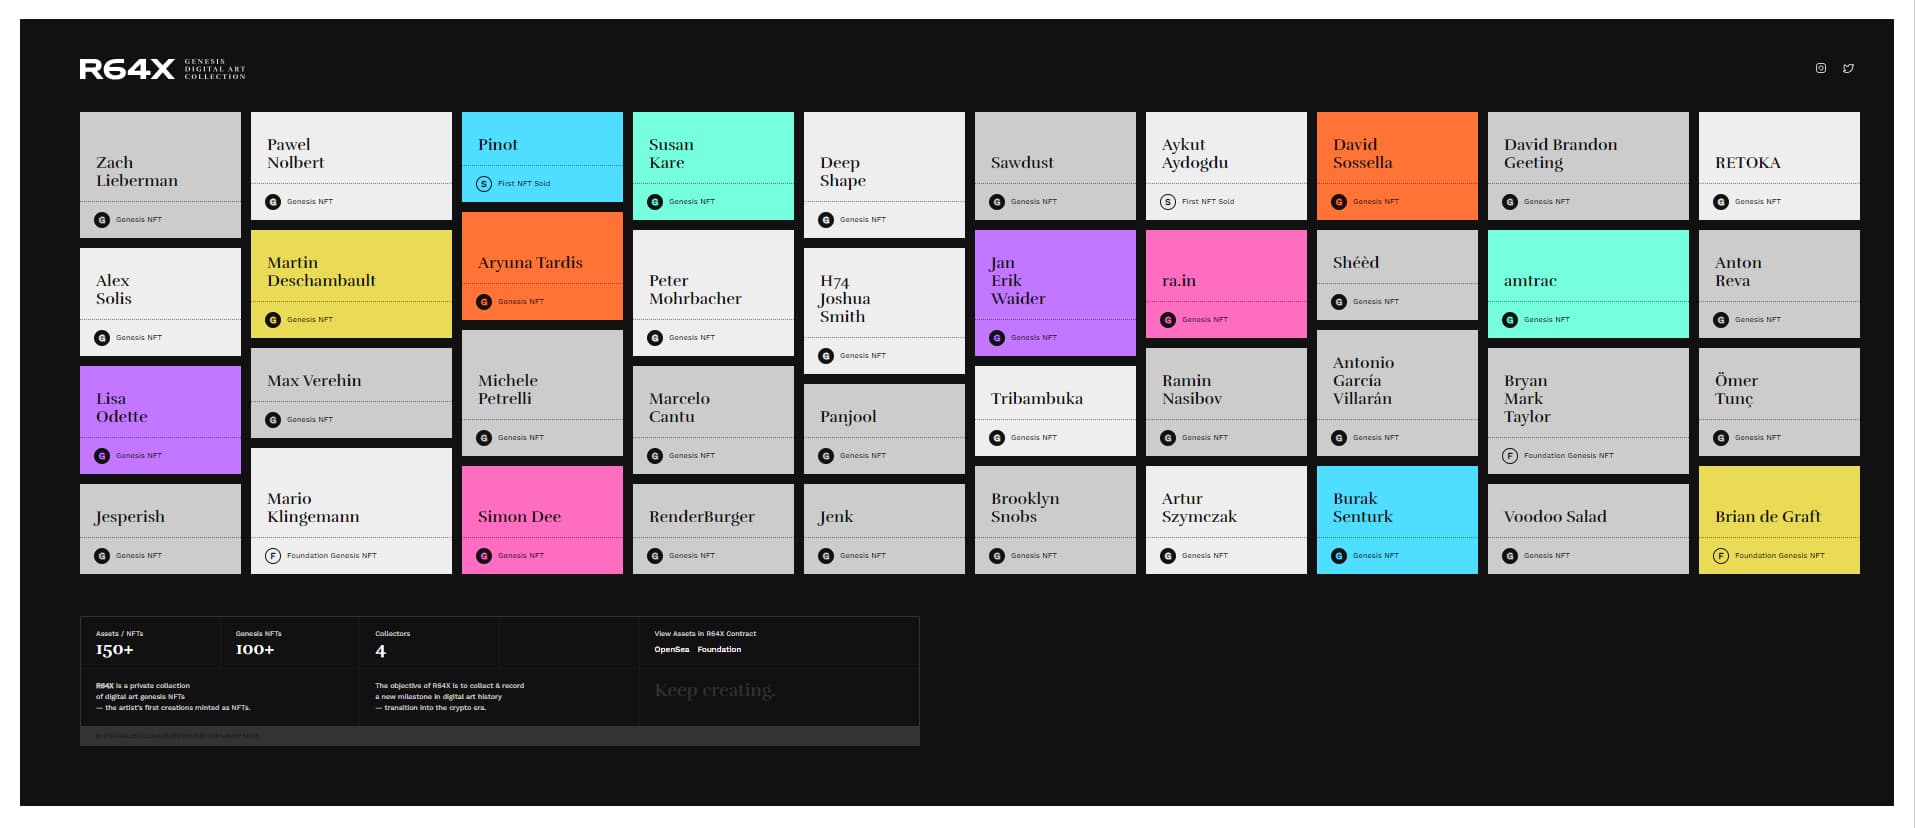 R64X
GENESIS
DIGITAL ART
COLLECTION
Zach
Lieberman
G Genesis NFT
Alex
Solis
G Genesis NFT
Lisa
Odette
G Genesis NFT
Jesperish
G Genesis NFT
Pawel
Nolbert
G Genesis NFT
Martin
Deschambault
G Genesis NFT
Max Verehin
G Genesis NFT
Mario
Klingemann
F Foundation Genesis NFT
Pinot
S First NFT Sold
Aryuna Tardis
G Genesis NFT
Michele
Petrelli
G Genesis NFT
Simon Dee
G Genesis NFT
Susan
Kare
G Genesis NFT
Peter
Mohrbacher
G Genesis NFT
Marcelo
Cantu
G Genesis NFT
RenderBurger
G Genesis NFT
Deep
Shape
G Genesis NFT
H74
Joshua
Smith
G Genesis NFT
Panjool
G Genesis NFT
Jenk
G Genesis NFT
Sawdust
G Genesis NFT
Jan
Erik
Waider
G Genesis NFT
Tribambuka
G Genesis NFT
Brooklyn
Snobs
G Genesis NFT
Aykut
Aydogdu
S First NFT Sold
ra.in
G Genesis NFT
Ramin
Nasibov
G Genesis NFT
Artur
Szymczak
G Genesis NFT
David
Sossella
G Genesis NFT
Shéèd
G Genesis NFT
Antonio
García
Villarán
G Genesis NFT
Burak
Senturk
G Genesis NFT
David Brandon
Geeting
G Genesis NFT
amtrac
G Genesis NFT
Bryan
Mark
Taylor
F Foundation Genesis NFT
Voodoo Salad
G Genesis NFT
RETOKA
G Genesis NFT
Anton
Reva
G Genesis NFT
Ömer
Tunç
G Genesis NFT
Brian de Graft
F Foundation Genesis NFT
Assets / NFTs
150+
Genesis NFTs
100+
Collectors
4
View Assets in R64X Contract
OpenSea Foundation
R64X is a private collection
of digital art genesis NFTs
— the artist's first creations minted as NFTs.
The objective of R64X is to collect & record
a new milestone in digital art history
— transition into the crypto era.
Keep creating.